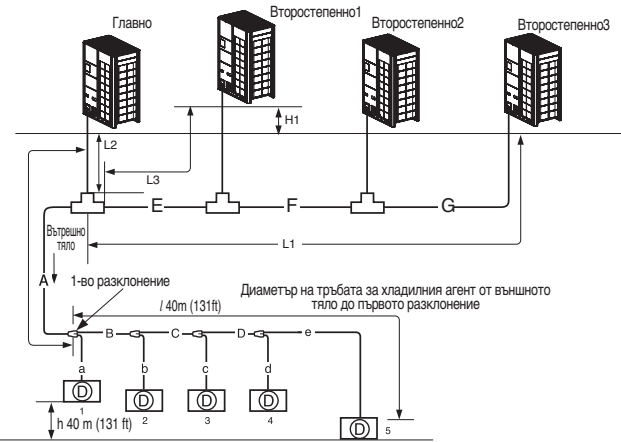 Главно
Второстепенно1
Второстепенно2
Второстепенно3
H1
L2
L3
E
F
G
L1
Вътрешно
тяло
A
1-во разклонение
l 40m (131ft)
Диаметър на тръбата за хладилния агент от външното
тяло до първото разклонение
B
C
D
e
a
b
c
d
D
D
D
D
D
1
2
3
4
5
h 40 m (131 ft)